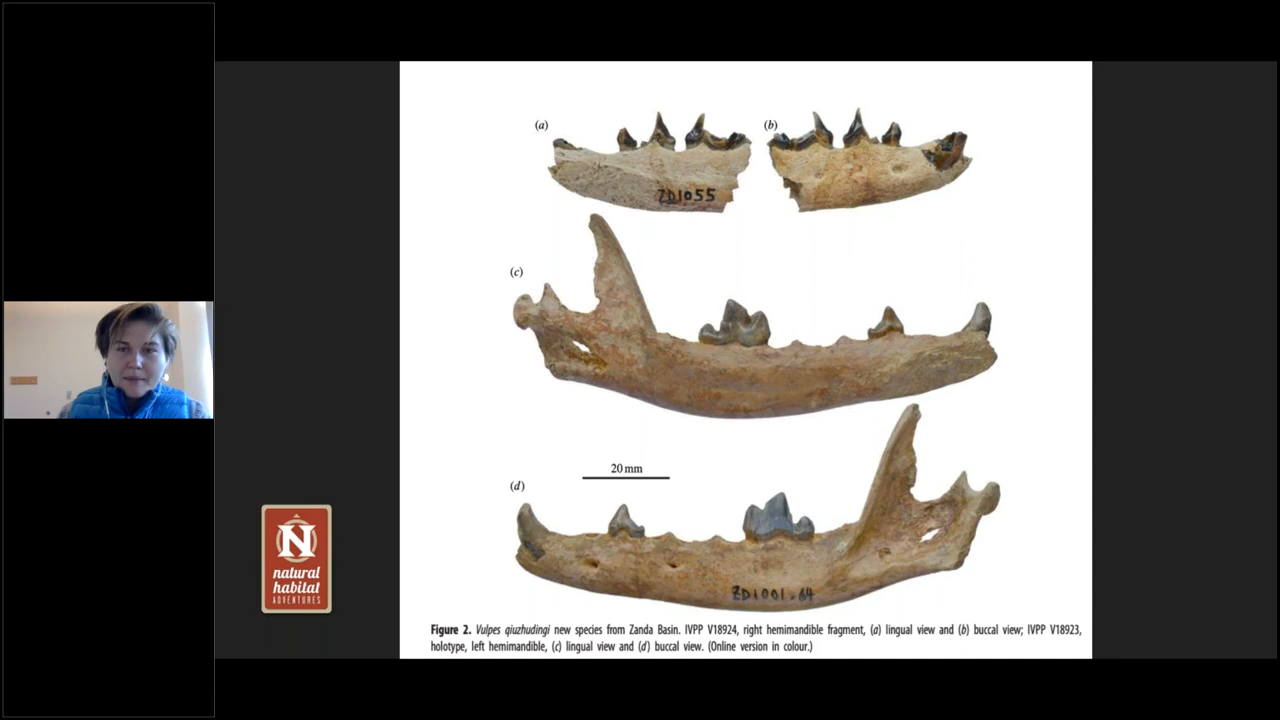 (a)
(b)
ZD1055
(c)
20 mm
(d)
ZD1001.64
N
natural
habitat
ADVENTURES
Figure 2. Vulpes qiuzhudingi new species from Zanda Basin. IVPP V18924, right hemimandible fragment, (a) lingual view and (b) buccal view; IVPP V18923,
holotype, left hemimandible, (c) lingual view and (d) buccal view. (Online version in colour.)